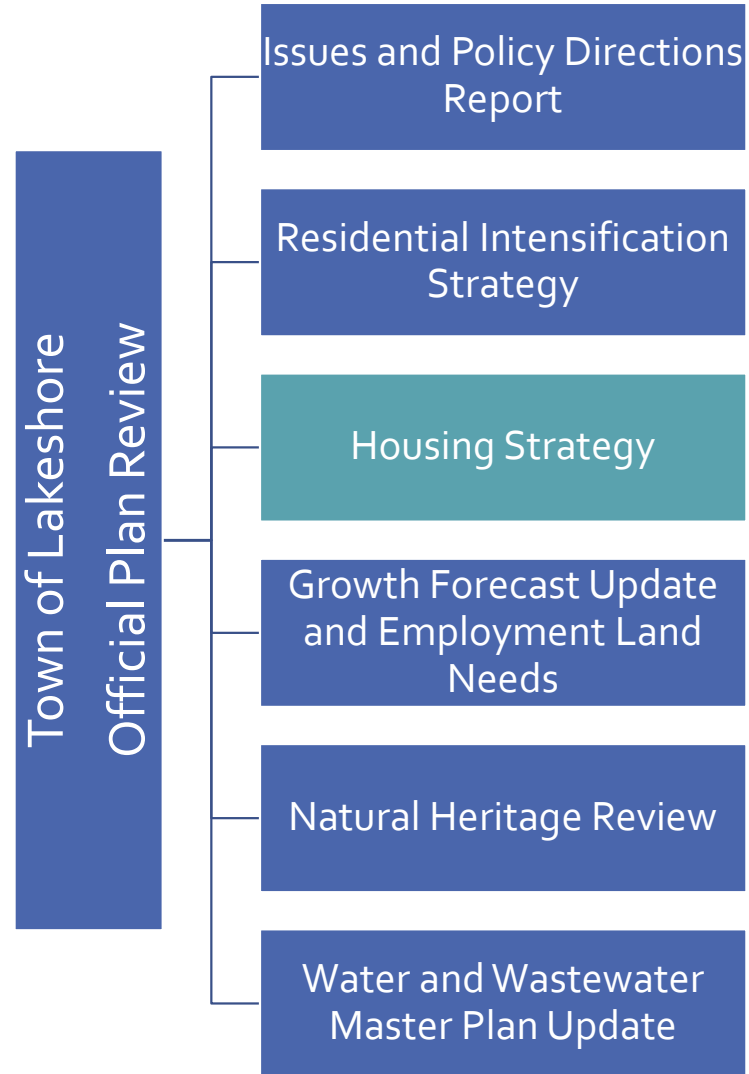 Town of Lakeshore
Official Plan Review
Issues and Policy Directions
Report
Residential Intensification
Strategy
Housing Strategy
Growth Forecast Update
and Employment Land
Needs
Natural Heritage Review
Water and Wastewater
Master Plan Update